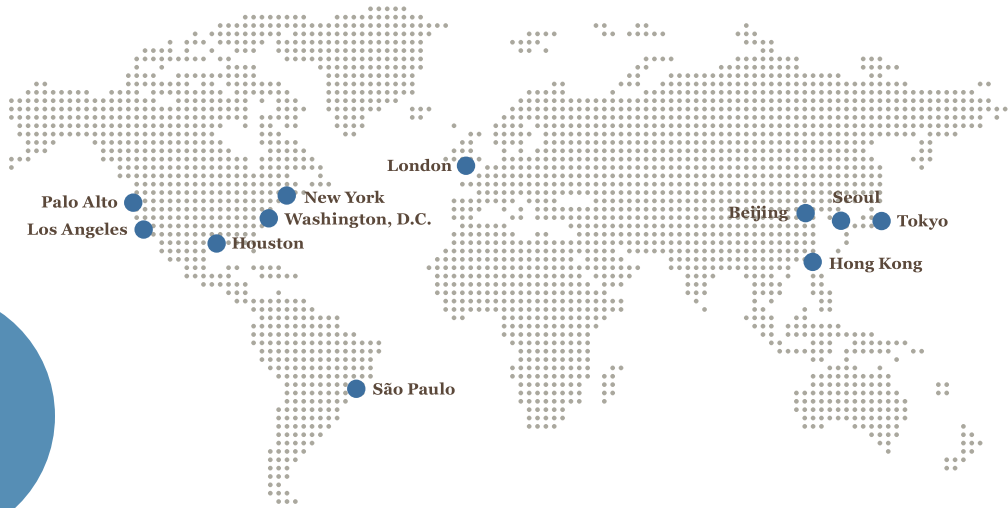 London
Palo Alto
New York
Seoul
Beijing
Washington, D.C.
Tokyo
Los Angeles
Houston
Hong Kong
São Paulo